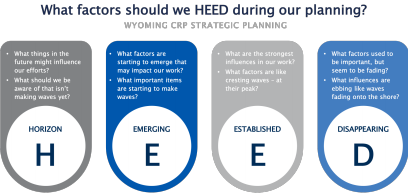 What factors should we HEED during our planning?
WYOMING CRP STRATEGIC PLANNING
• What things in the
future might influence
our efforts?
• What should we be
aware of that isn't
making waves yet?
HORIZON
H
• What factors are
starting to emerge that
may impact our work?
• What important items
are starting to make
waves?
EMERGING
E
• What are the strongest
influences in our work?
• What factors are like
cresting waves – at
their peak?
ESTABLISHED
E
• What factors used to
be important, but
seem to be fading?
• What influences are
ebbing like waves
fading onto the shore?
DISAPPEARING
D